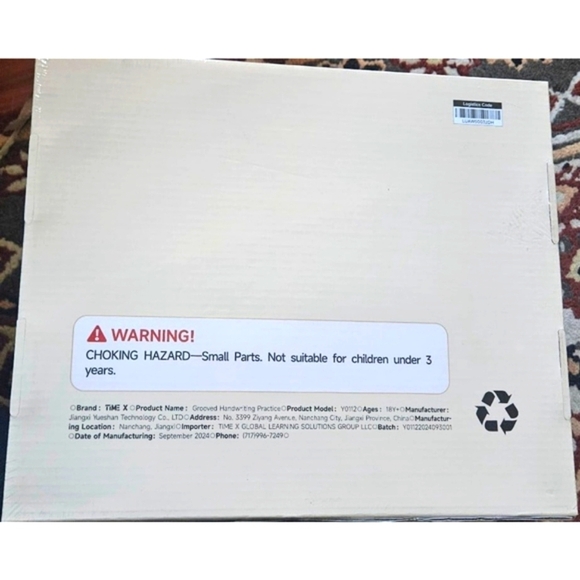 Logistics Code
WARNING!
CHOKING HAZARD—Small Parts. Not suitable for children under 3
years.
○Brand: TIME X ○Product Name: Grooved Handwriting Practice○Product Model: Y0112○Ages: 18Y+○Manufacturer:
Jiangxi Yueshan Technology Co., LTD○Address: No. 3399 Ziyang Avenue, Nanchang City, Jiangxi Province, China○Manufactur-
ing Location: Nanchang, Jiangxi○Importer: TIME X GLOBAL LEARNING SOLUTIONS GROUP LLC○Batch: Y01122024093001
○Date of Manufacturing: September 2024○Phone: (717)996-7249○